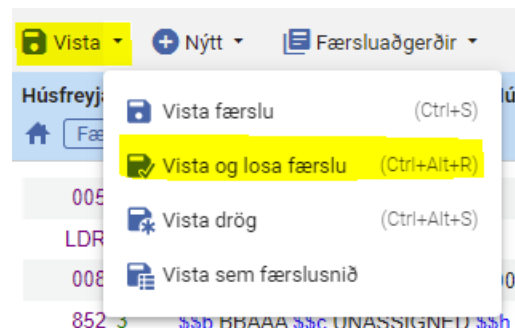 Vista Nýtt Færsluaðgerðir
Húsfreyj
Fæ
Vista færslu (Ctrl+S)
Vista og losa færslu (Ctrl+Alt+R)
005
Vista drög (Ctrl+Alt+S)
LDR
008 Vista sem færslusnið
852 3 $$b BBAAA $$c UNASSIGNED $$h